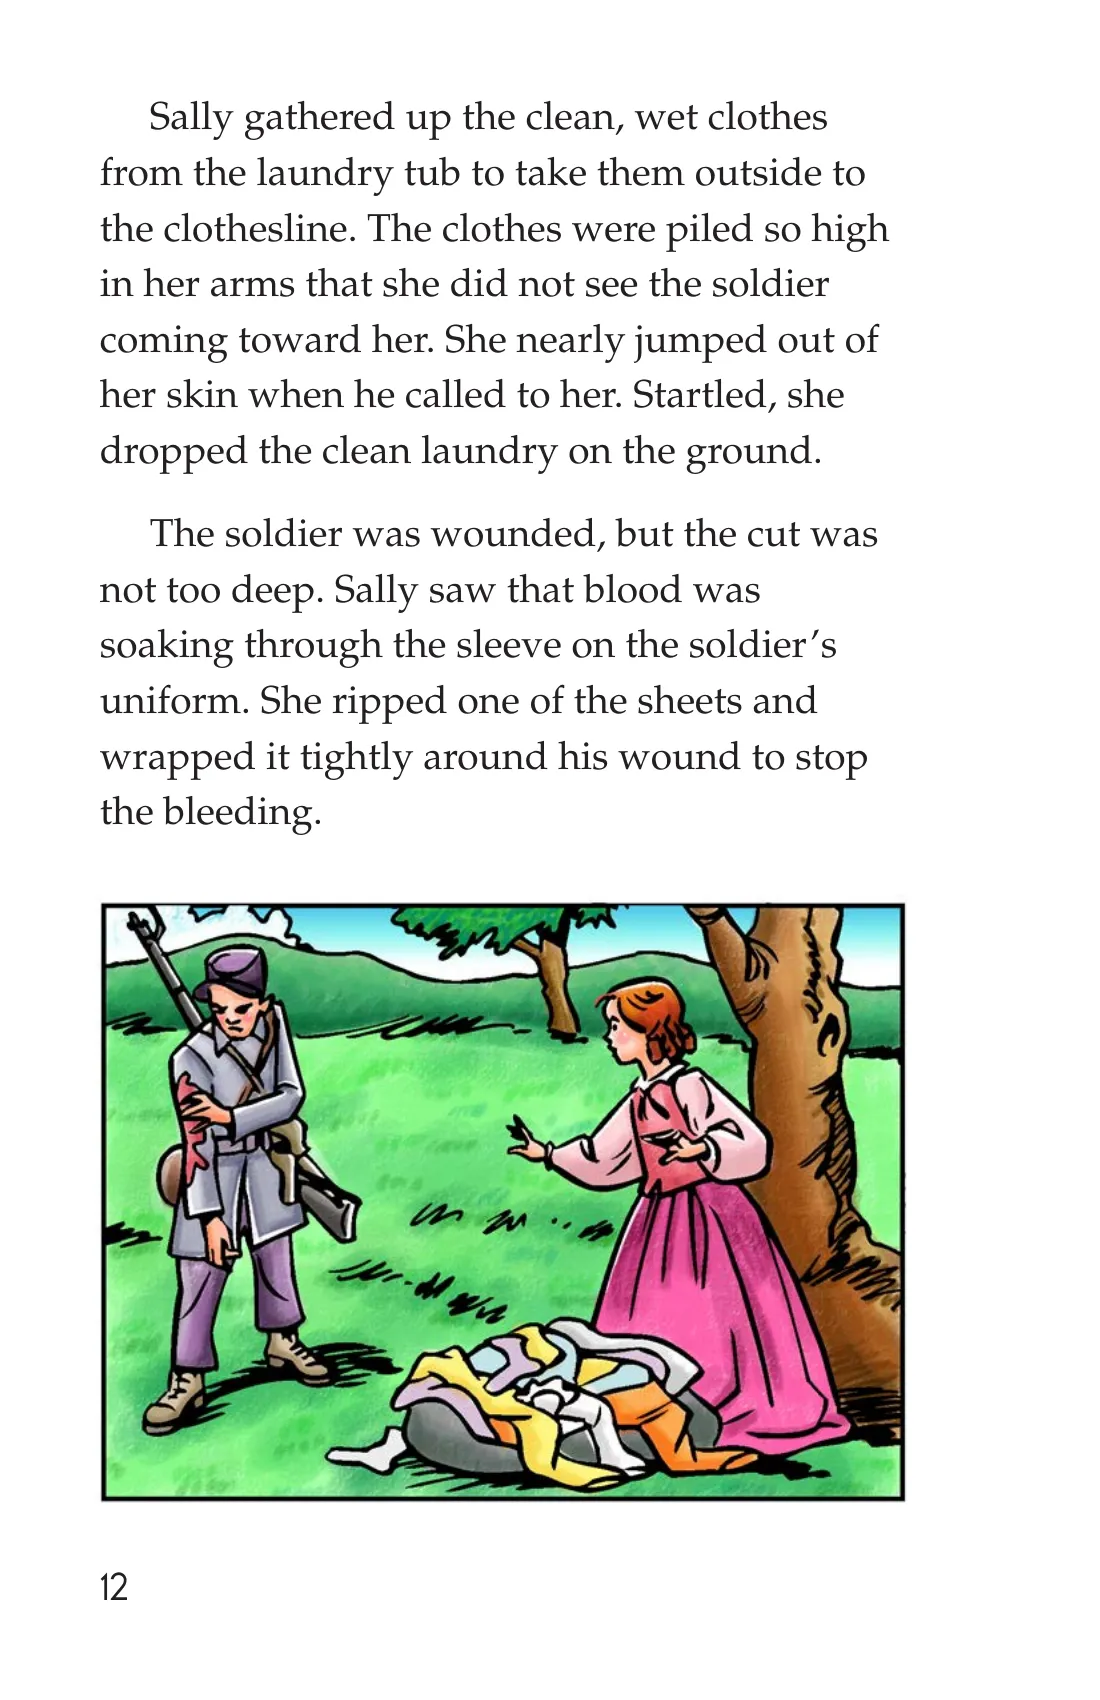 Sally gathered up the clean, wet clothes
from the laundry tub to take them outside to
the clothesline. The clothes were piled so high
in her arms that she did not see the soldier
coming toward her. She nearly jumped out of
her skin when he called to her. Startled, she
dropped the clean laundry on the ground.
The soldier was wounded, but the cut was
not too deep. Sally saw that blood was
soaking through the sleeve on the soldier’s
uniform. She ripped one of the sheets and
wrapped it tightly around his wound to stop
the bleeding.
12